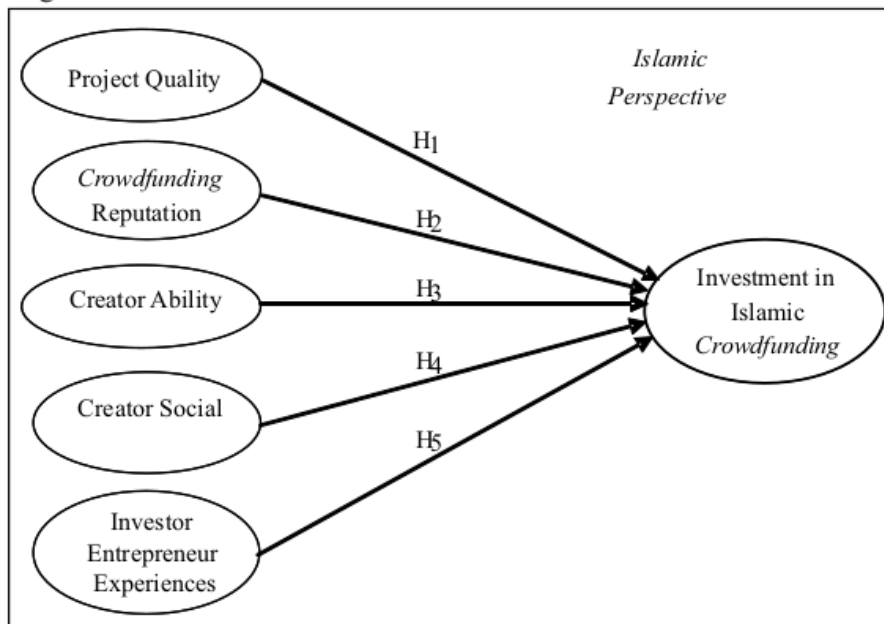 Project Quality
Islamic
Perspective
H1
Crowdfunding
Reputation
H2
Creator Ability
H3
Investment in
Islamic
Crowdfunding
Creator Social
H4
H5
Investor
Entrepreneur
Experiences